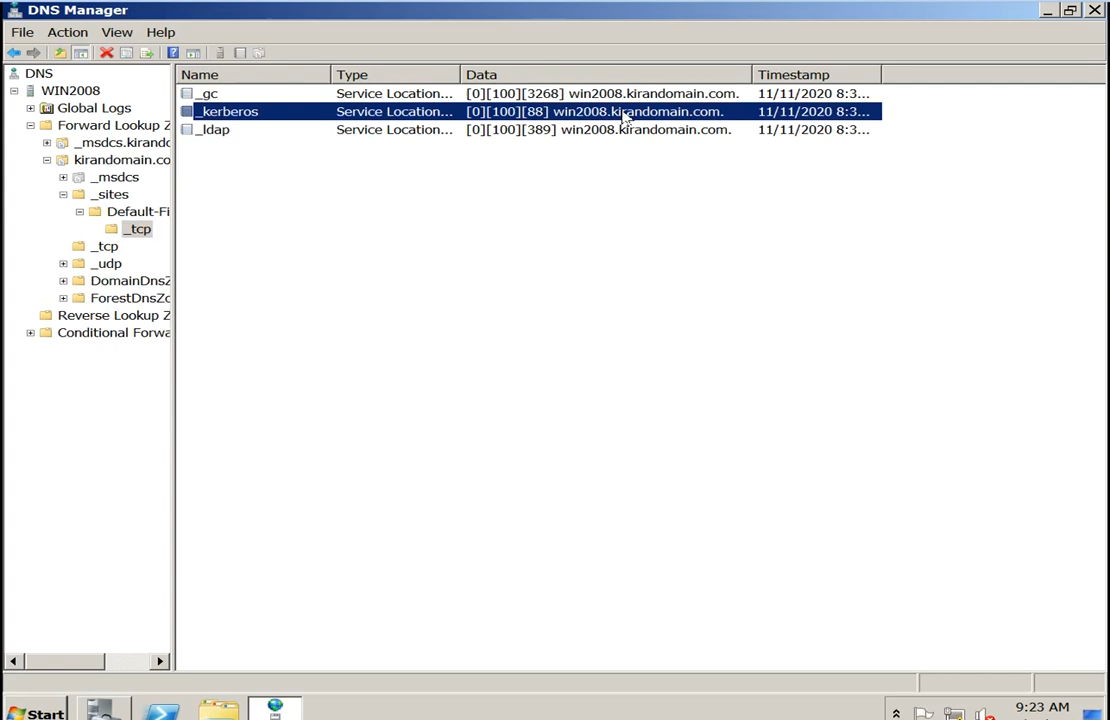 DNS Manager
File Action View Help
DNS
WIN2008
Global Logs
Forward Lookup Z
_msdcs.kirando
kirandomain.co
_msdcs
_sites
Default-Fi
_tcp
_tcp
_udp
DomainDnsZ
ForestDnsZo
Reverse Lookup Z
Conditional Forwa
Name Type Data Timestamp
_gc Service Location... [0][100][3268] win2008.kirandomain.com. 11/11/2020 8:3...
_kerberos Service Location... [0][100][88] win2008.kirandomain.com. 11/11/2020 8:3...
_ldap Service Location... [0][100][389] win2008.kirandomain.com. 11/11/2020 8:3...
Start
9:23 AM